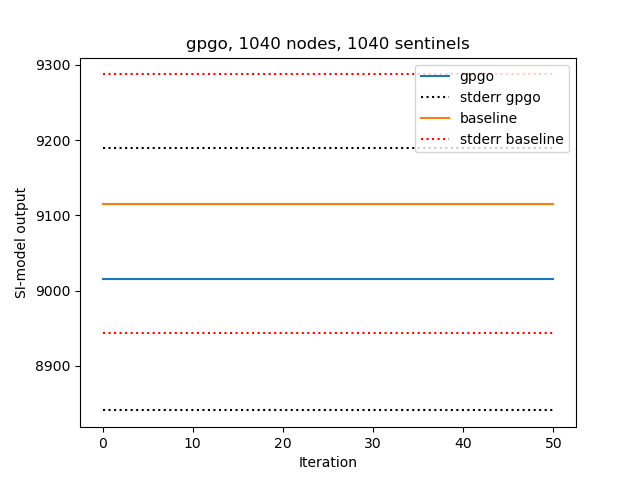 gpgo, 1040 nodes, 1040 sentinels
9300
9200
9100
9000
8900
SI-model output
gpgo
stderr gpgo
baseline
stderr baseline
0
10
20
30
40
50
Iteration